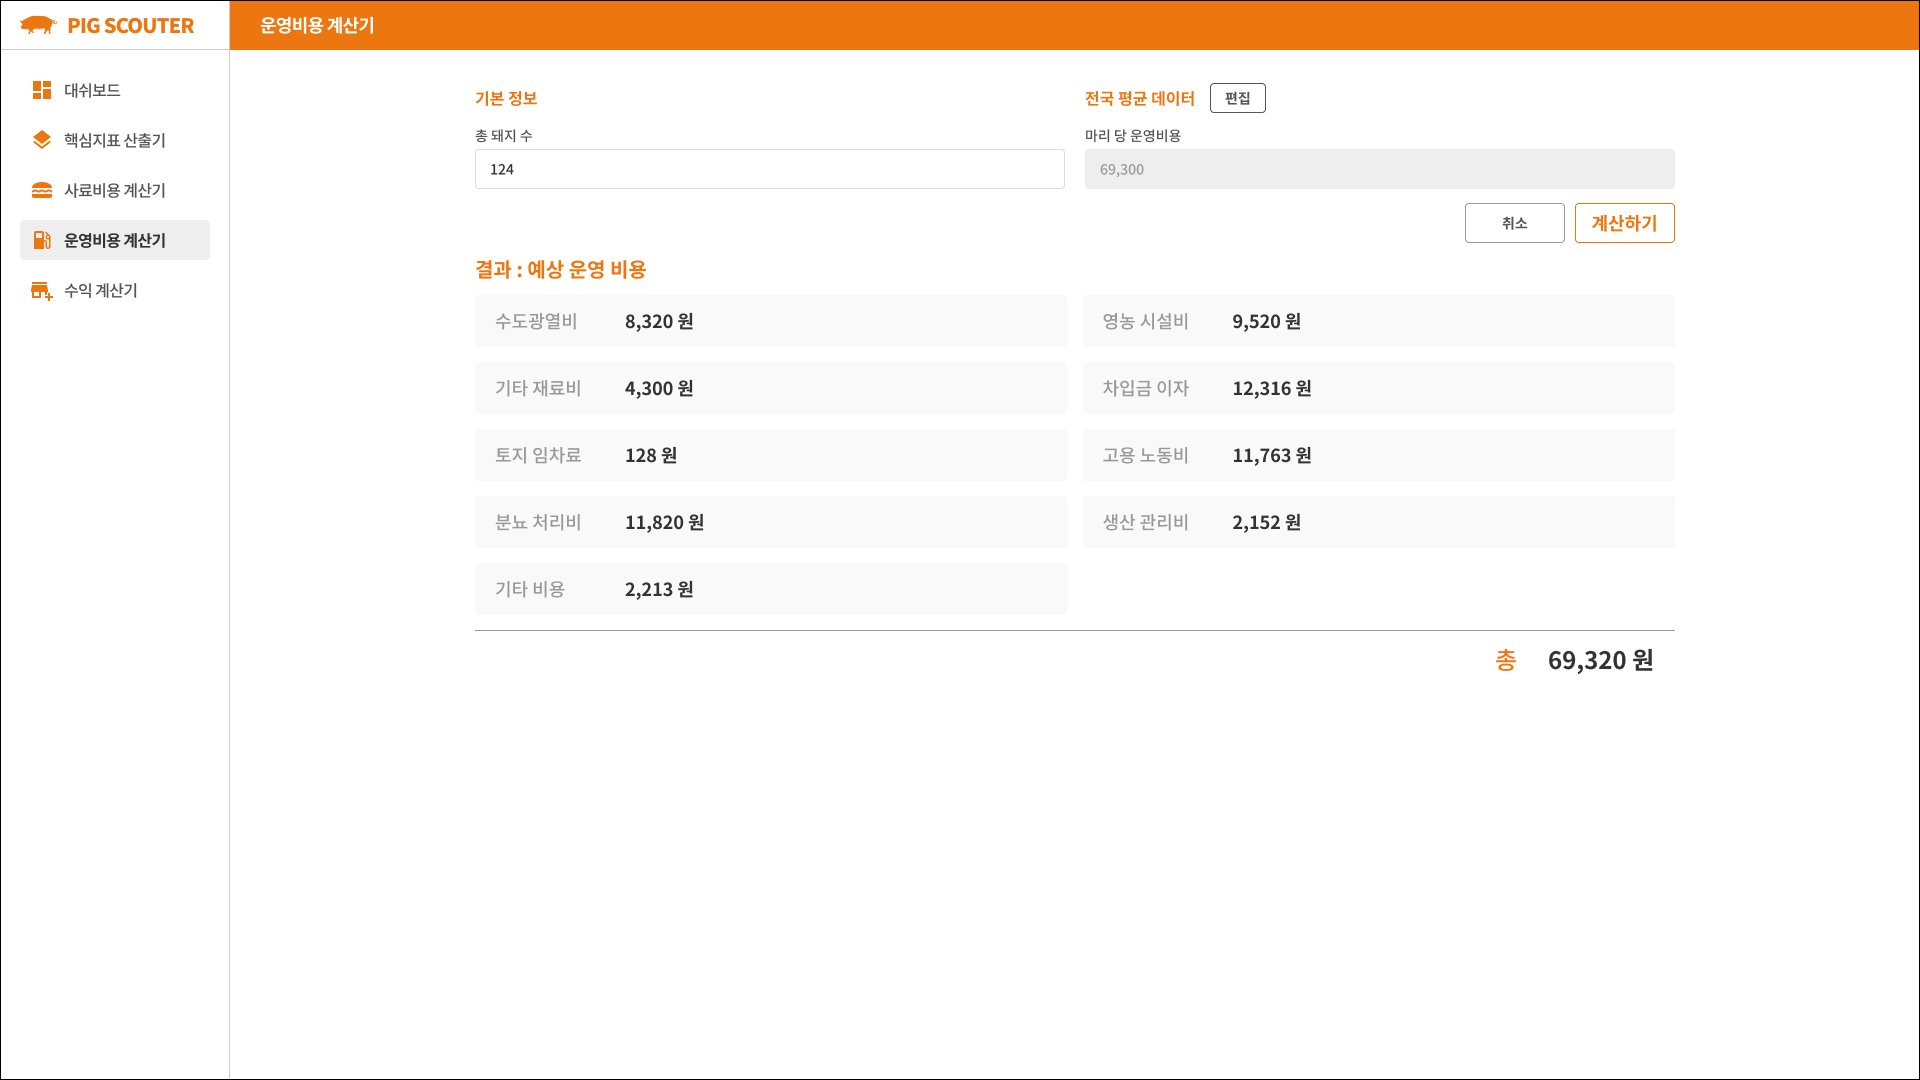 PIG SCOUTER
운영비용 계산기
대쉬보드
핵심지표 산출기
사료비용 계산기
운영비용 계산기
수익 계산기
기본 정보
총 돼지 수
124
전국 평균 데이터
편집
마리 당 운영비용
69,300
취소
계산하기
결과 : 예상 운영 비용
수도광열비 8,320 원
영농 시설비 9,520 원
기타 재료비 4,300 원
차입금 이자 12,316 원
토지 임차료 128 원
고용 노동비 11,763 원
분뇨 처리비 11,820 원
생산 관리비 2,152 원
기타 비용 2,213 원
총 69,320 원